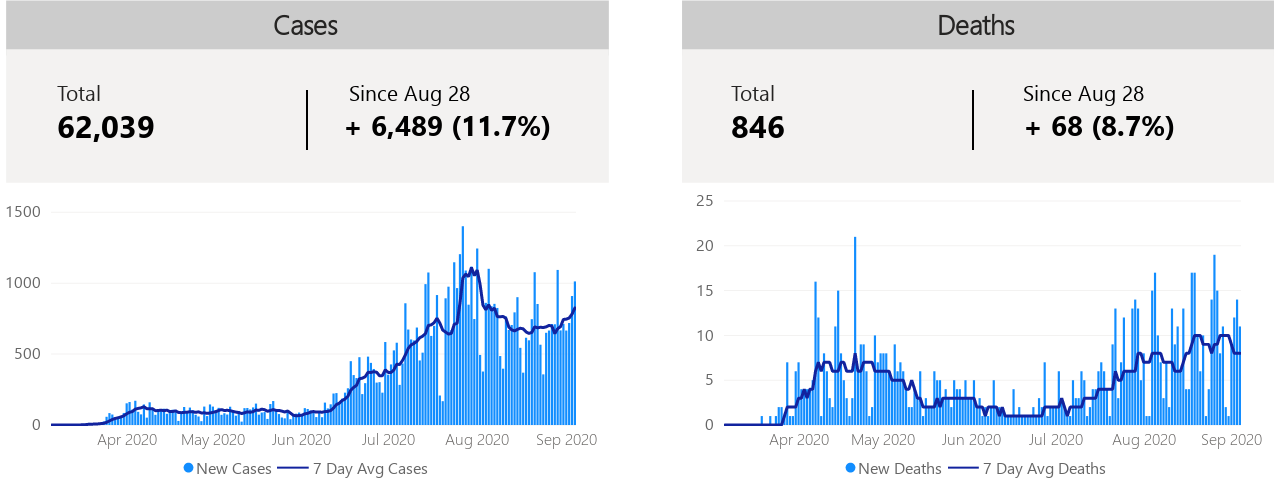 Cases
Total
62,039
Since Aug 28
+ 6,489 (11.7%)
1500
1000
500
0
Apr 2020 May 2020 Jun 2020 Jul 2020 Aug 2020 Sep 2020
New Cases 7 Day Avg Cases
Deaths
Total
846
Since Aug 28
+ 68 (8.7%)
25
20
15
10
5
0
Apr 2020 May 2020 Jun 2020 Jul 2020 Aug 2020 Sep 2020
New Deaths 7 Day Avg Deaths